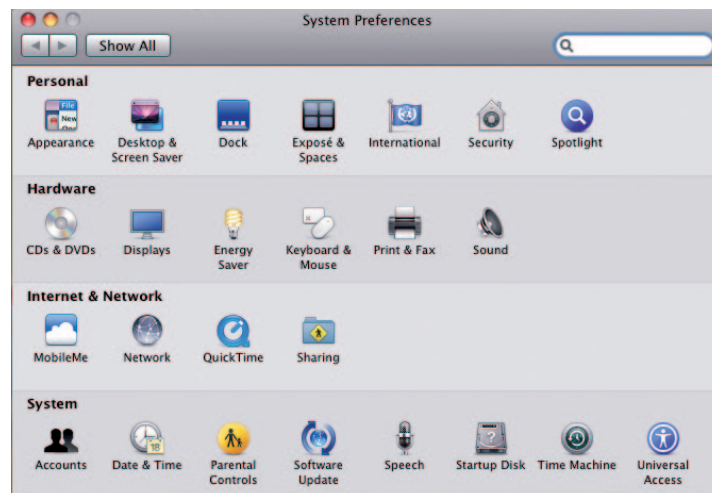 System Preferences
Show All
Personal
Appearance
Desktop &
Screen Saver
Dock
Exposé &
Spaces
International
Security
Spotlight
Hardware
CDs & DVDs
Displays
Energy
Saver
Keyboard &
Mouse
Print & Fax
Sound
Internet & Network
MobileMe
Network
QuickTime
Sharing
System
Accounts
Date & Time
Parental
Controls
Software
Update
Speech
Startup Disk
Time Machine
Universal
Access